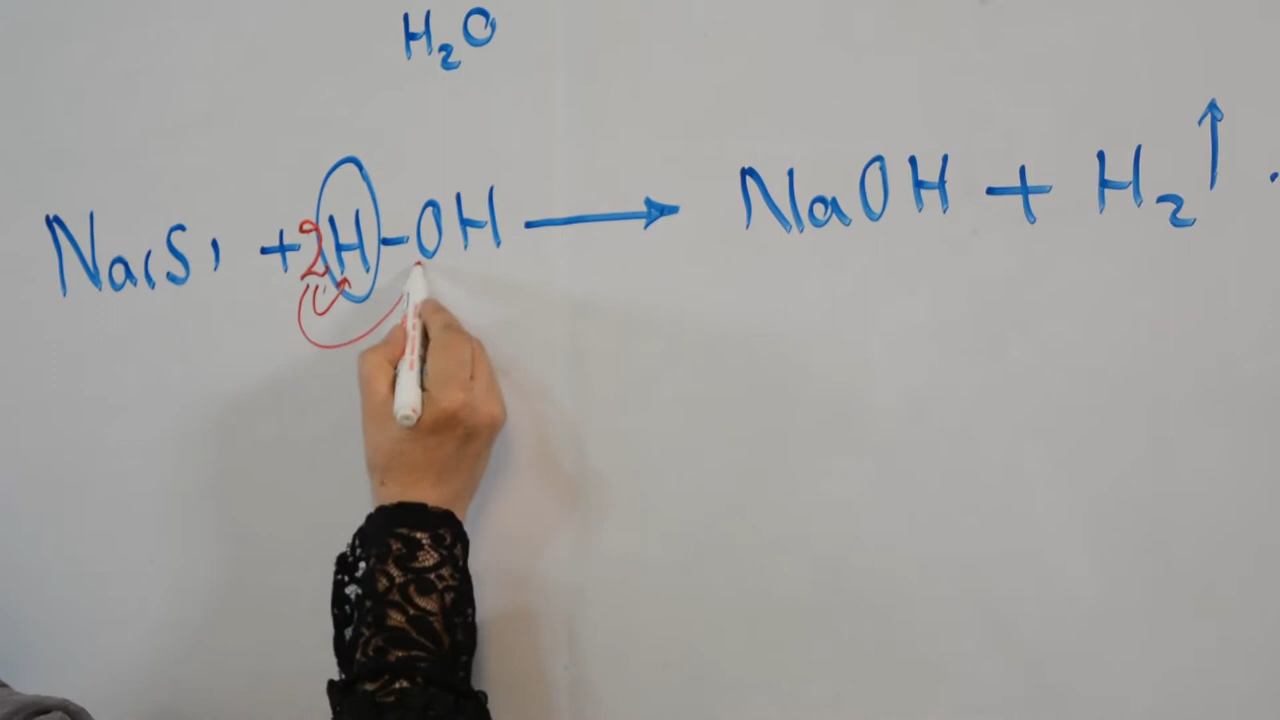 H₂O
Na(s) + 2H-OH → NaOH + H₂↑